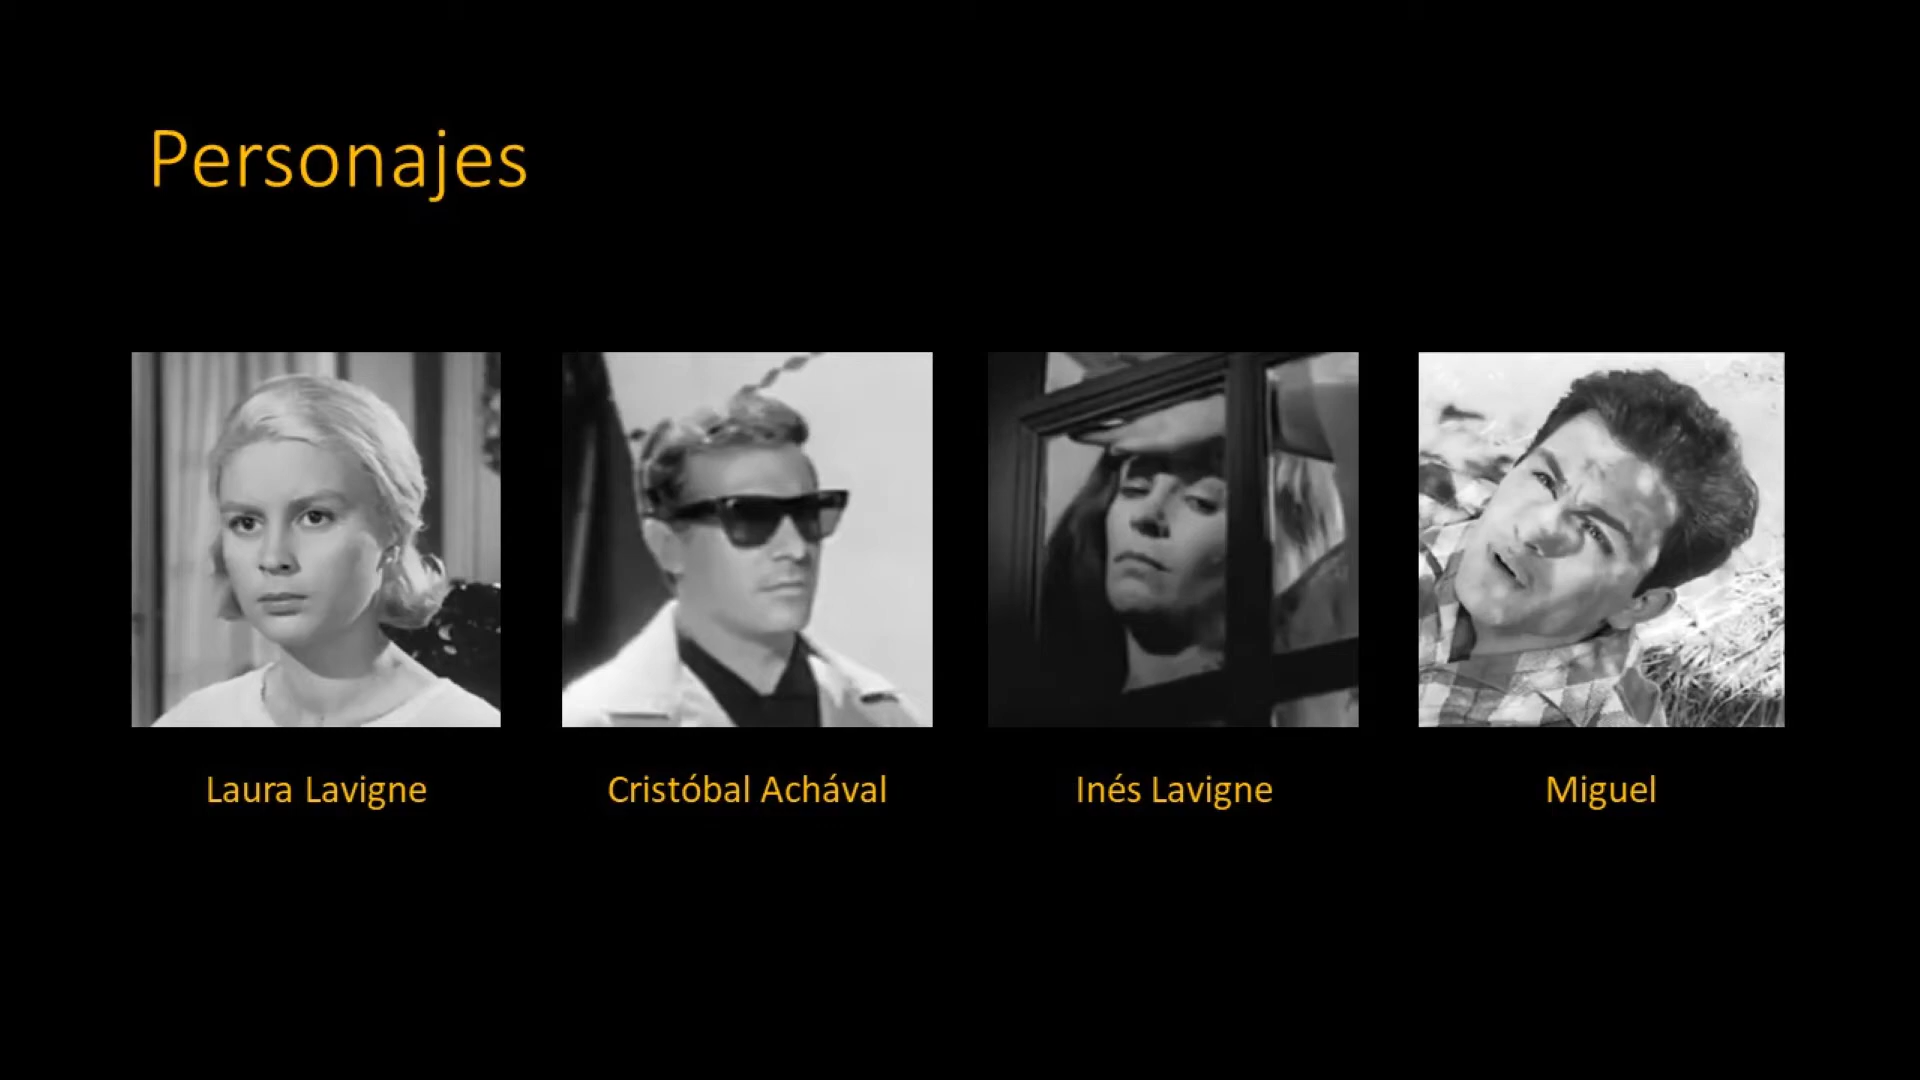 Personajes
Laura Lavigne
Cristóbal Achával
Inés Lavigne
Miguel